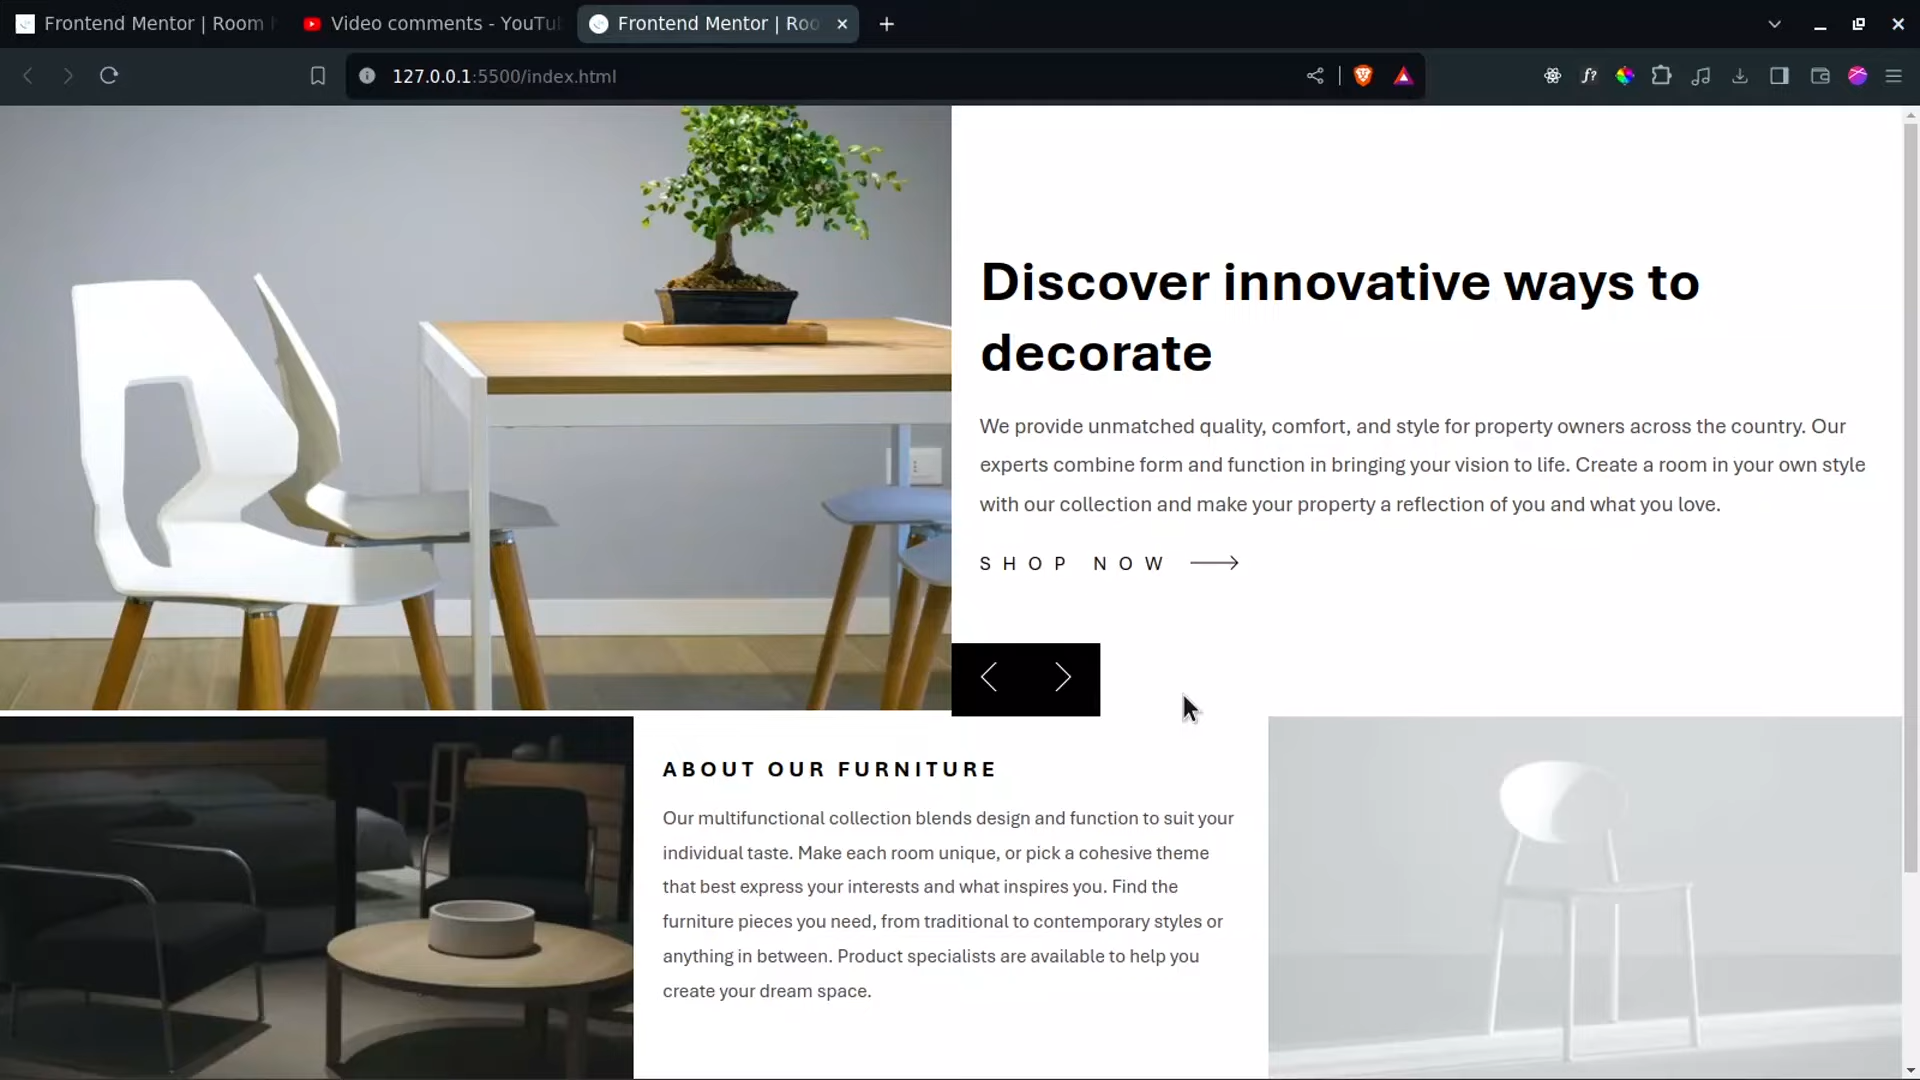 Frontend Mentor | Room
Video comments - YouTu
Frontend Mentor | Roo
127.0.0.1:5500/index.html
f?
Discover innovative ways to
decorate
We provide unmatched quality, comfort, and style for property owners across the country. Our
experts combine form and function in bringing your vision to life. Create a room in your own style
with our collection and make your property a reflection of you and what you love.
SHOP NOW
ABOUT OUR FURNITURE
Our multifunctional collection blends design and function to suit your
individual taste. Make each room unique, or pick a cohesive theme
that best express your interests and what inspires you. Find the
furniture pieces you need, from traditional to contemporary styles or
anything in between. Product specialists are available to help you
create your dream space.